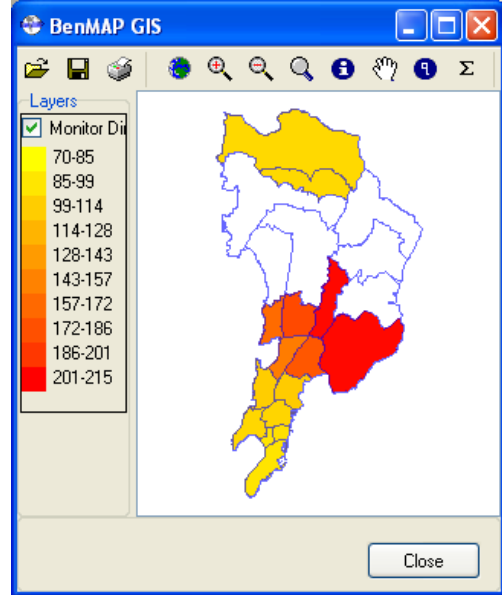 BenMAP GIS
Σ
Layers
Monitor Di
70-85
85-99
99-114
114-128
128-143
143-157
157-172
172-186
186-201
201-215
Close